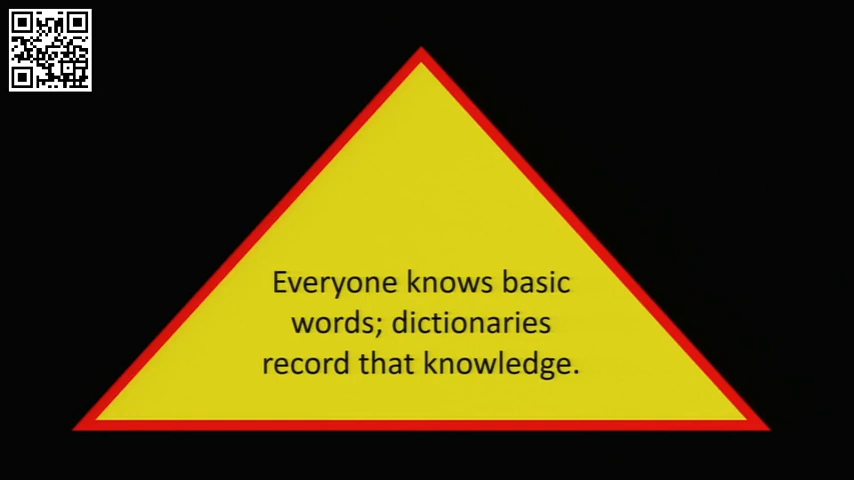 Everyone knows basic
words; dictionaries
record that knowledge.